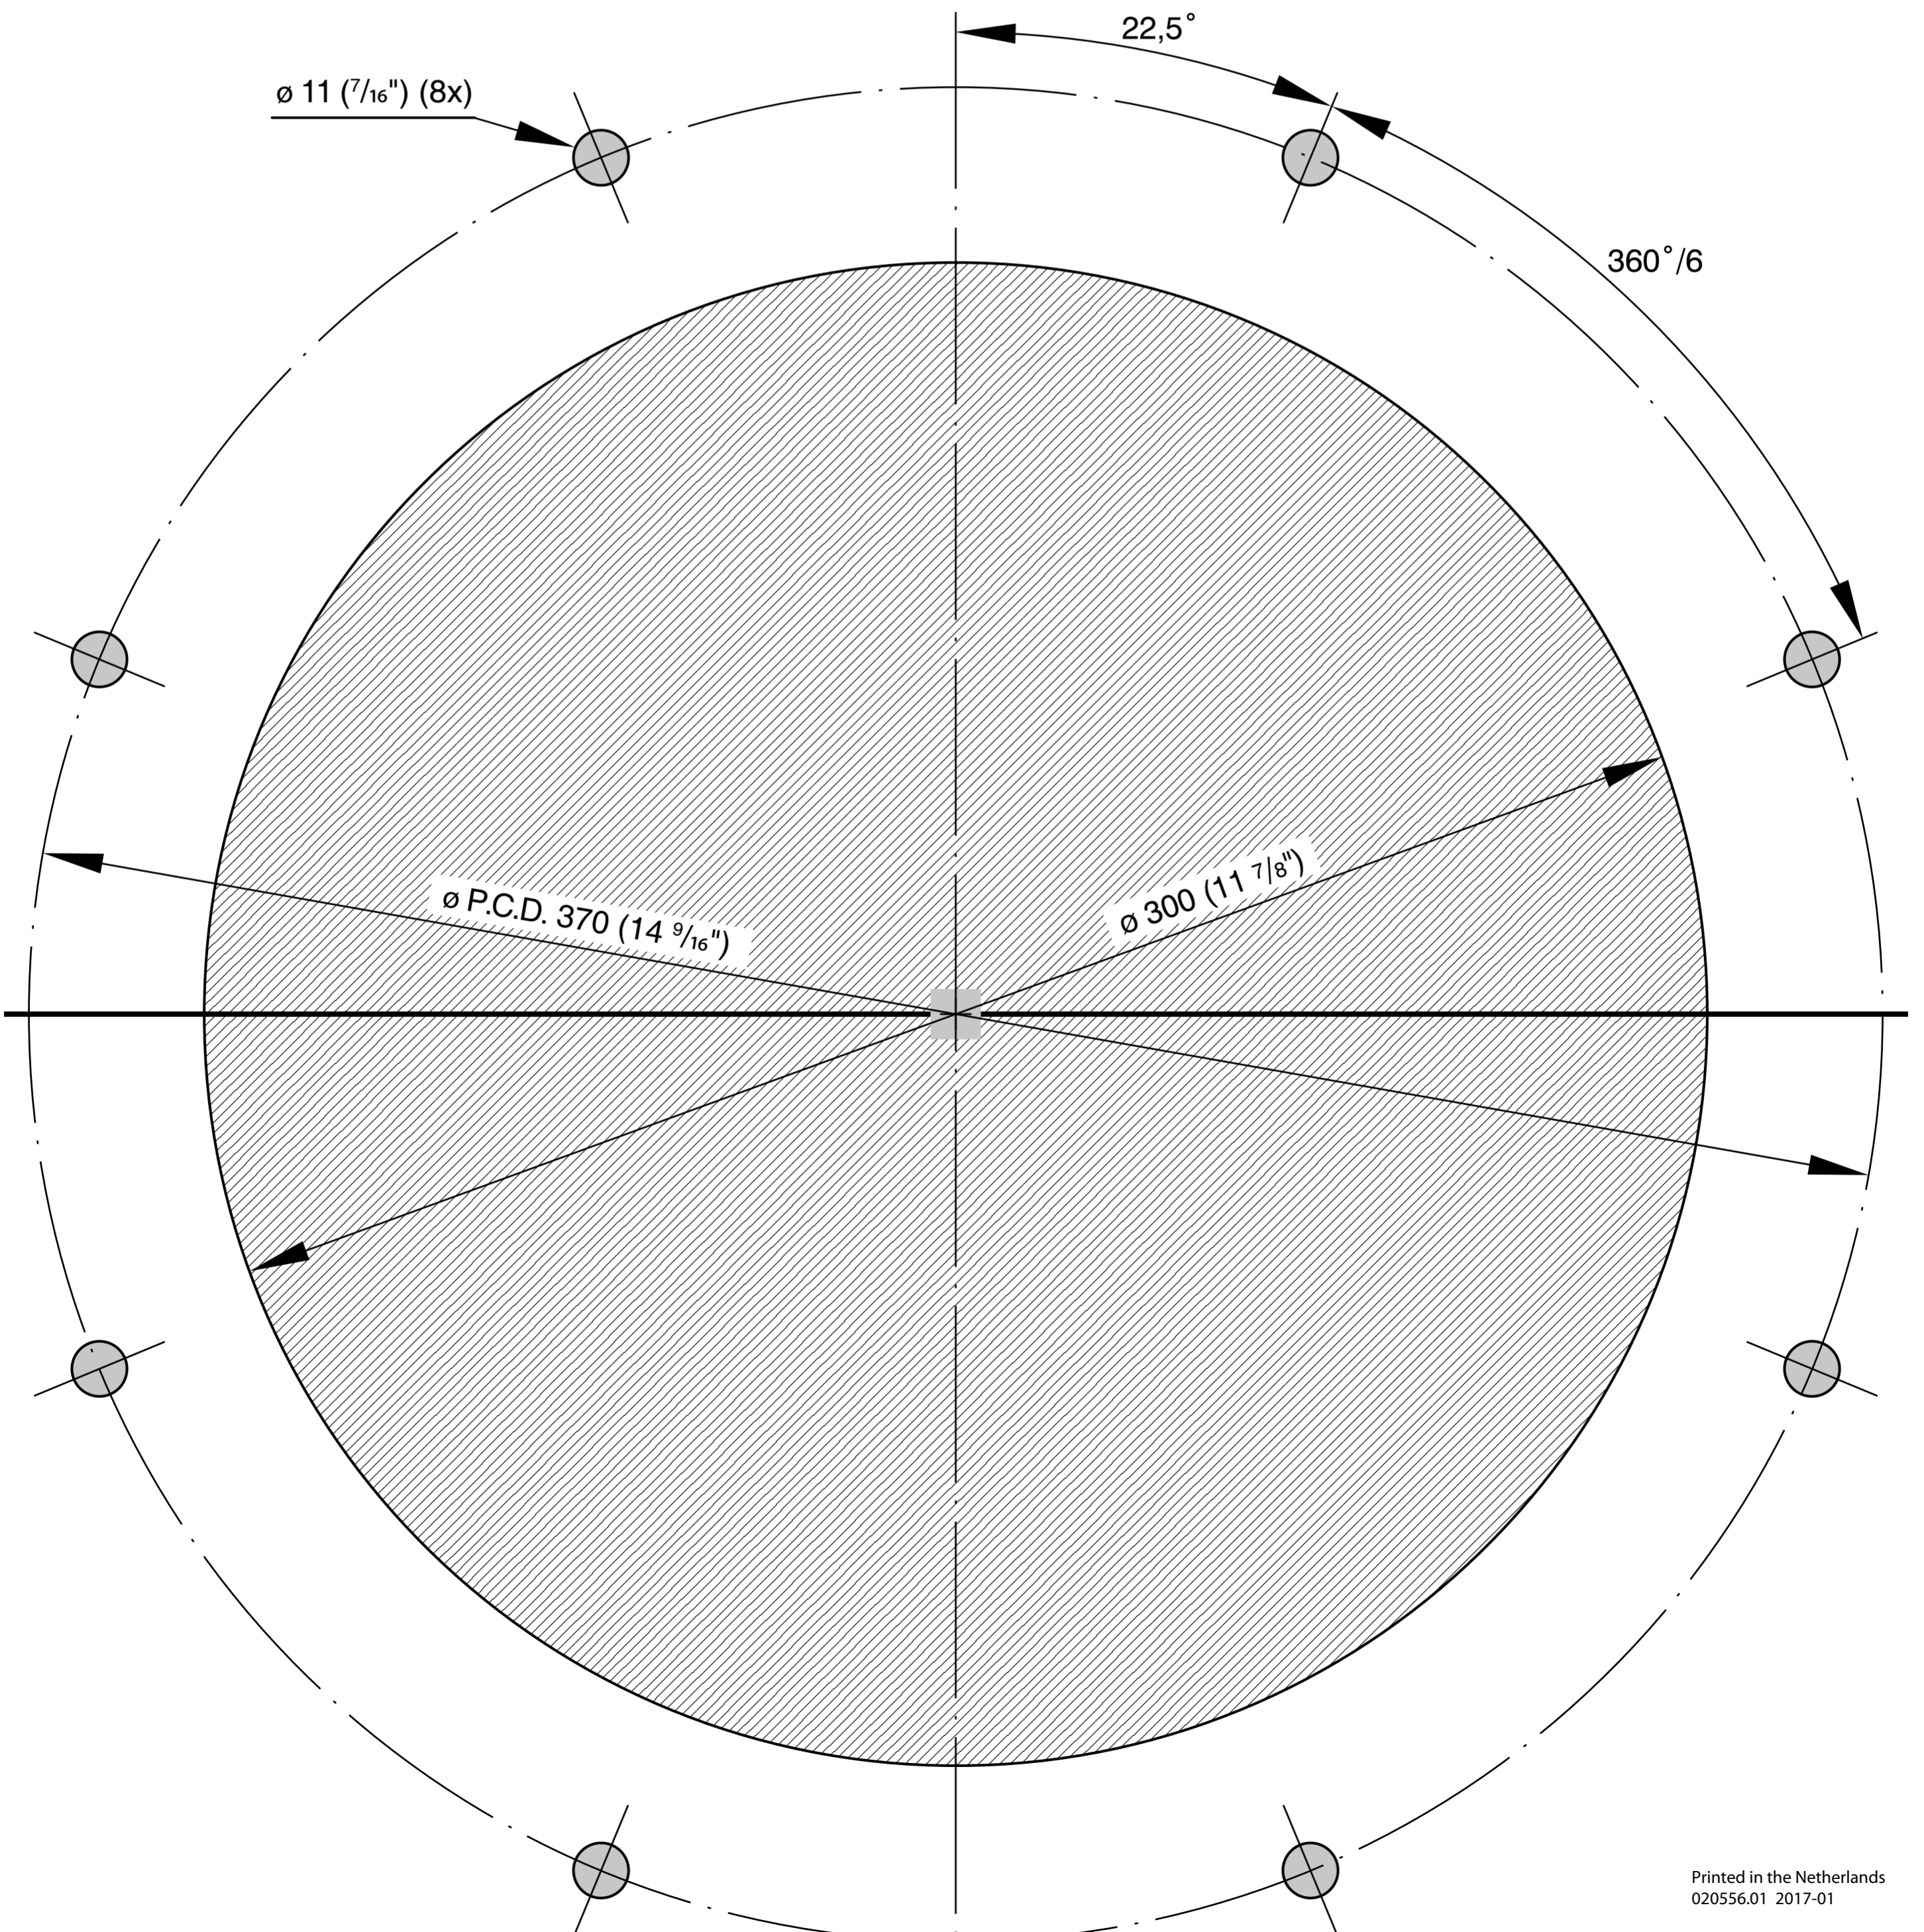 22,5°
ø 11 (7/16") (8x)
360°/6
ø 300 (11 7/8")
ø P.C.D. 370 (14 9/16")
Printed in the Netherlands
020556.01 2017-01